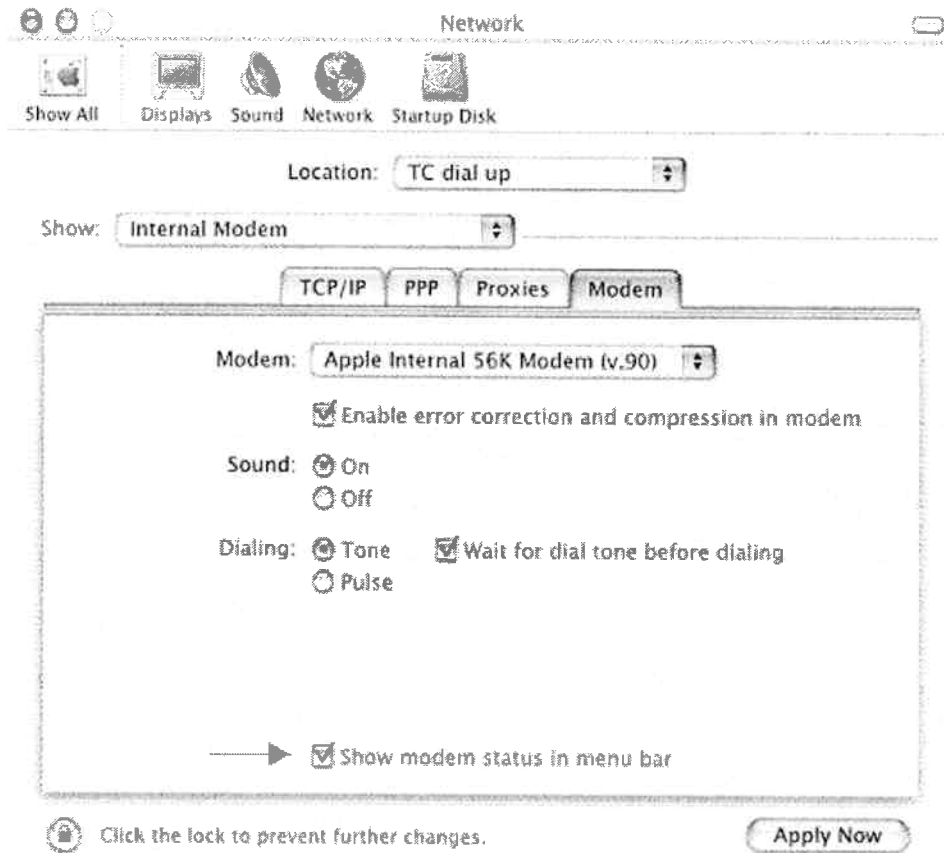 Network
Show All Displays Sound Network Startup Disk
Location: TC dial up
Show: Internal Modem
TCP/IP PPP Proxies Modem
Modem: Apple Internal 56K Modem (v.90)
Enable error correction and compression in modem
Sound: On
Off
Dialing: Tone Wait for dial tone before dialing
Pulse
Show modem status in menu bar
Click the lock to prevent further changes. Apply Now